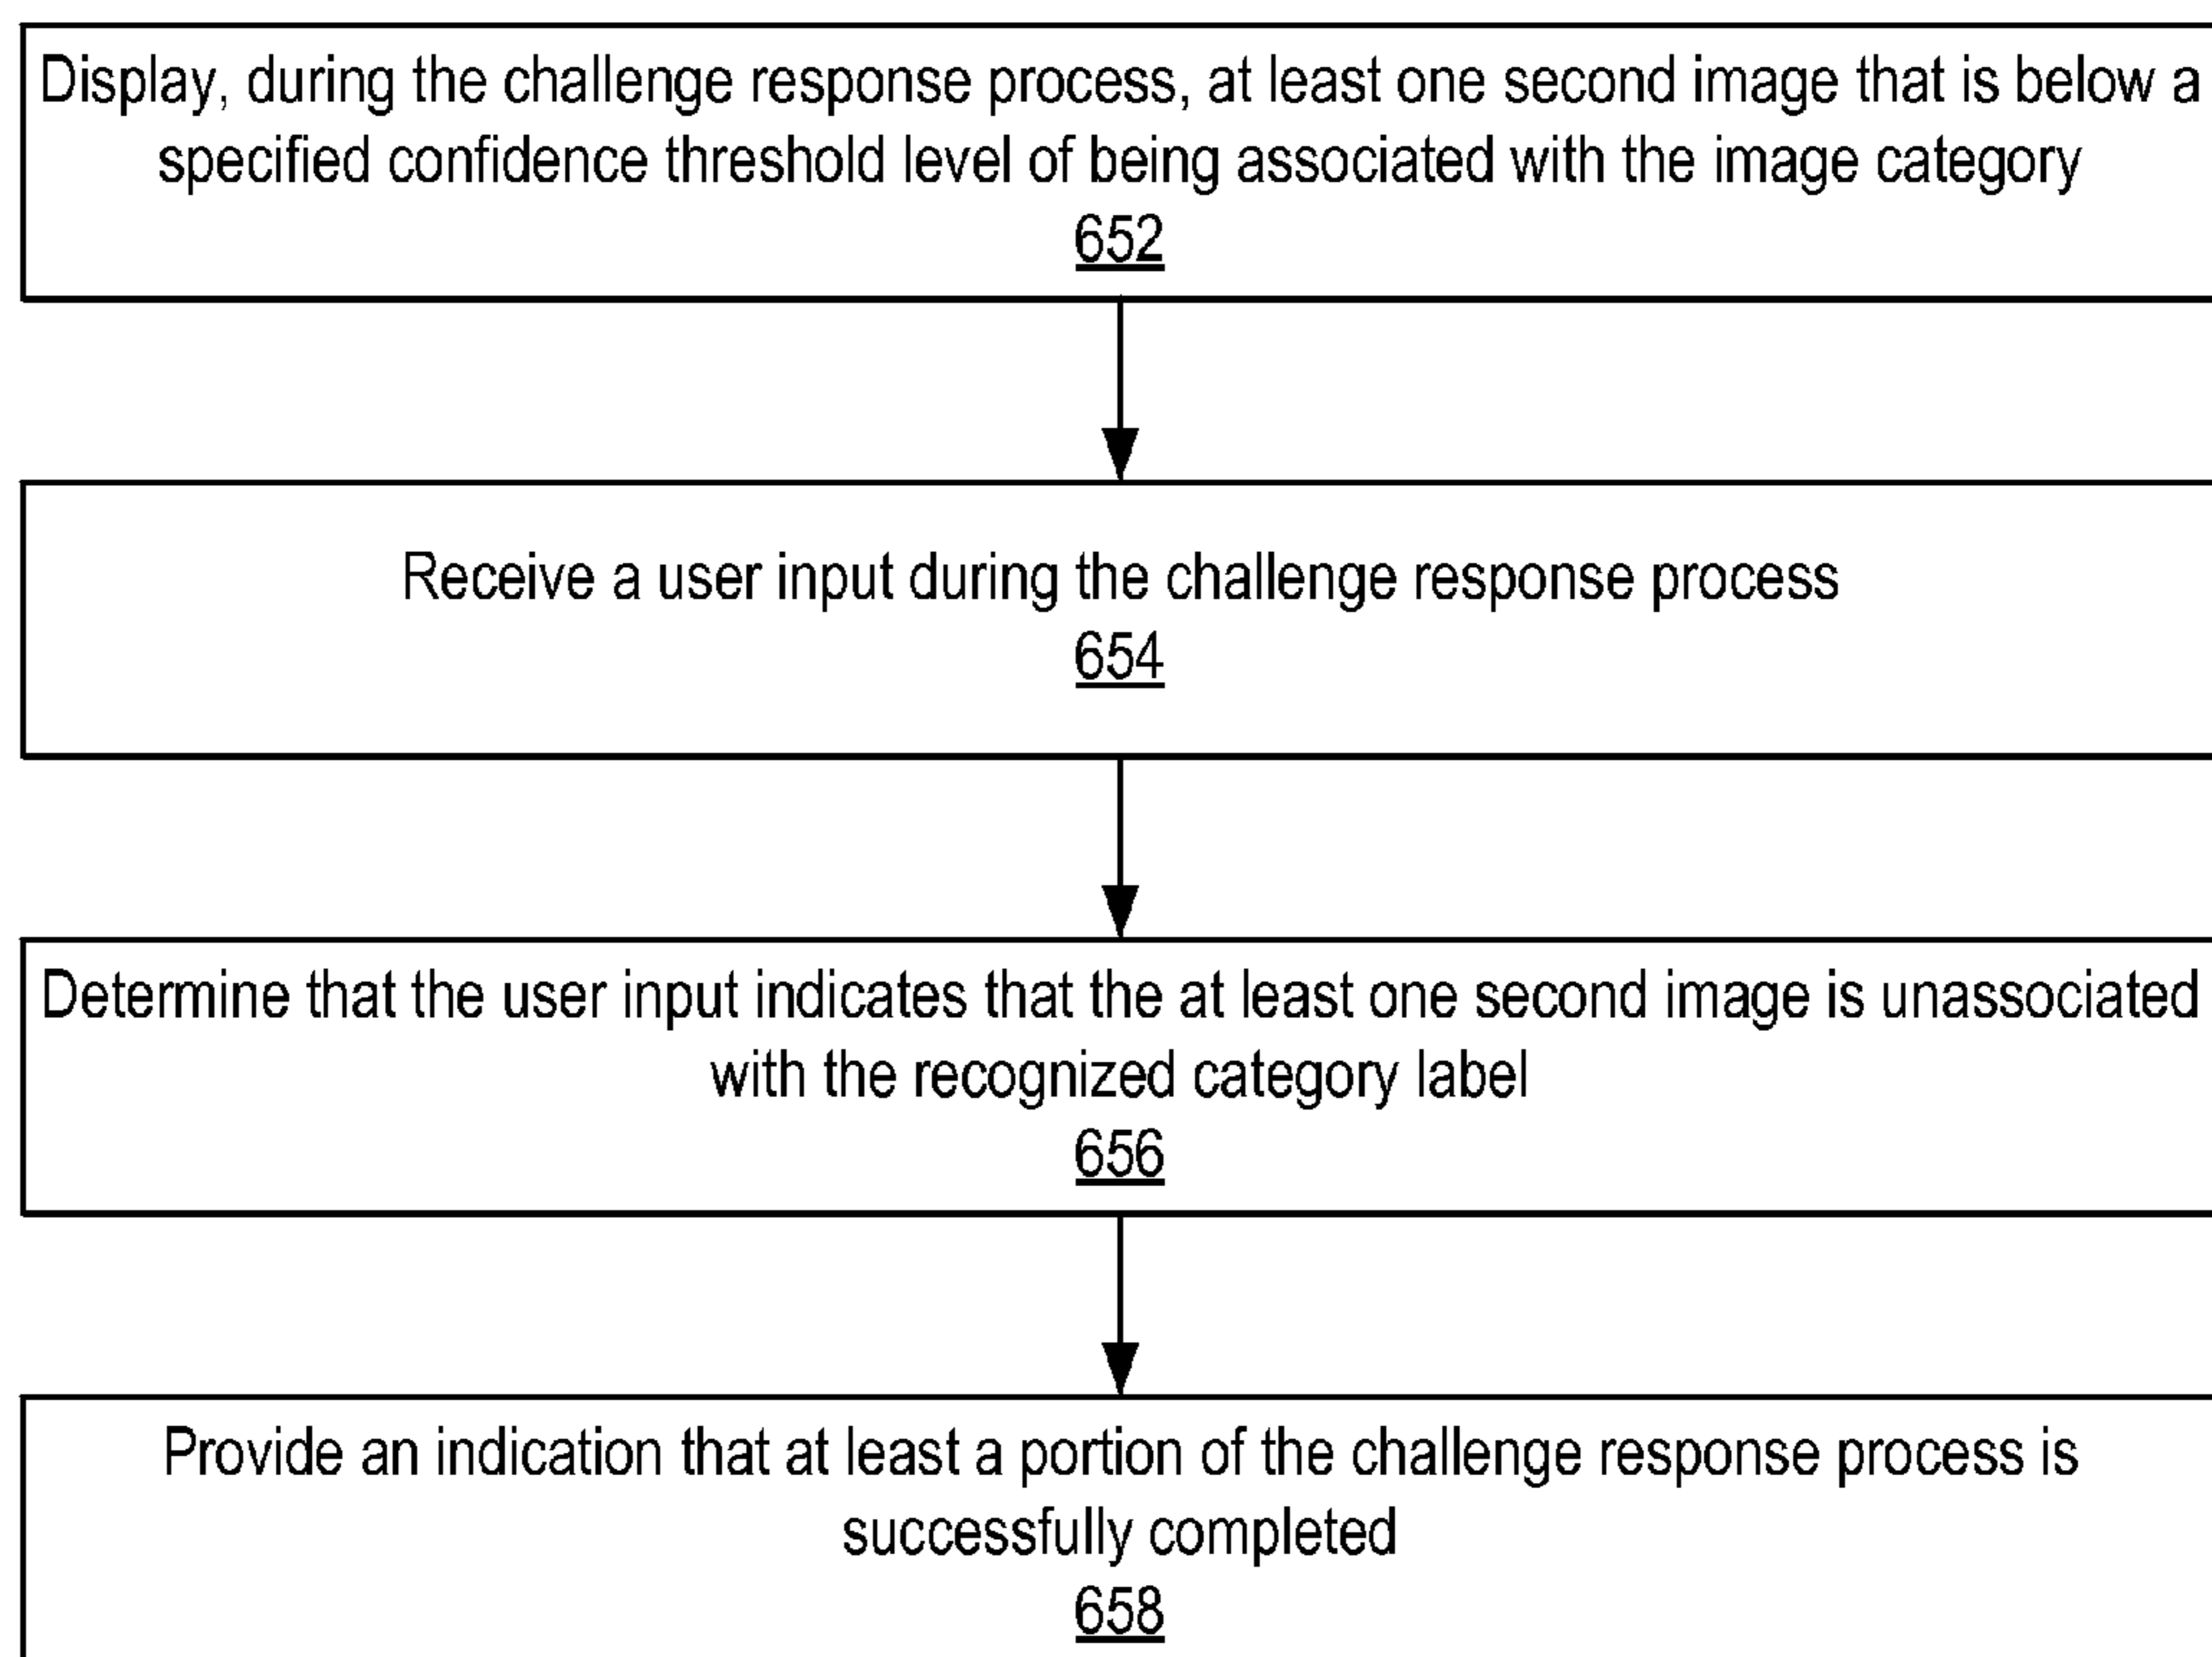 Display, during the challenge response process, at least one second image that is below a
specified confidence threshold level of being associated with the image category
652
Receive a user input during the challenge response process
654
Determine that the user input indicates that the at least one second image is unassociated
with the recognized category label
656
Provide an indication that at least a portion of the challenge response process is
successfully completed
658